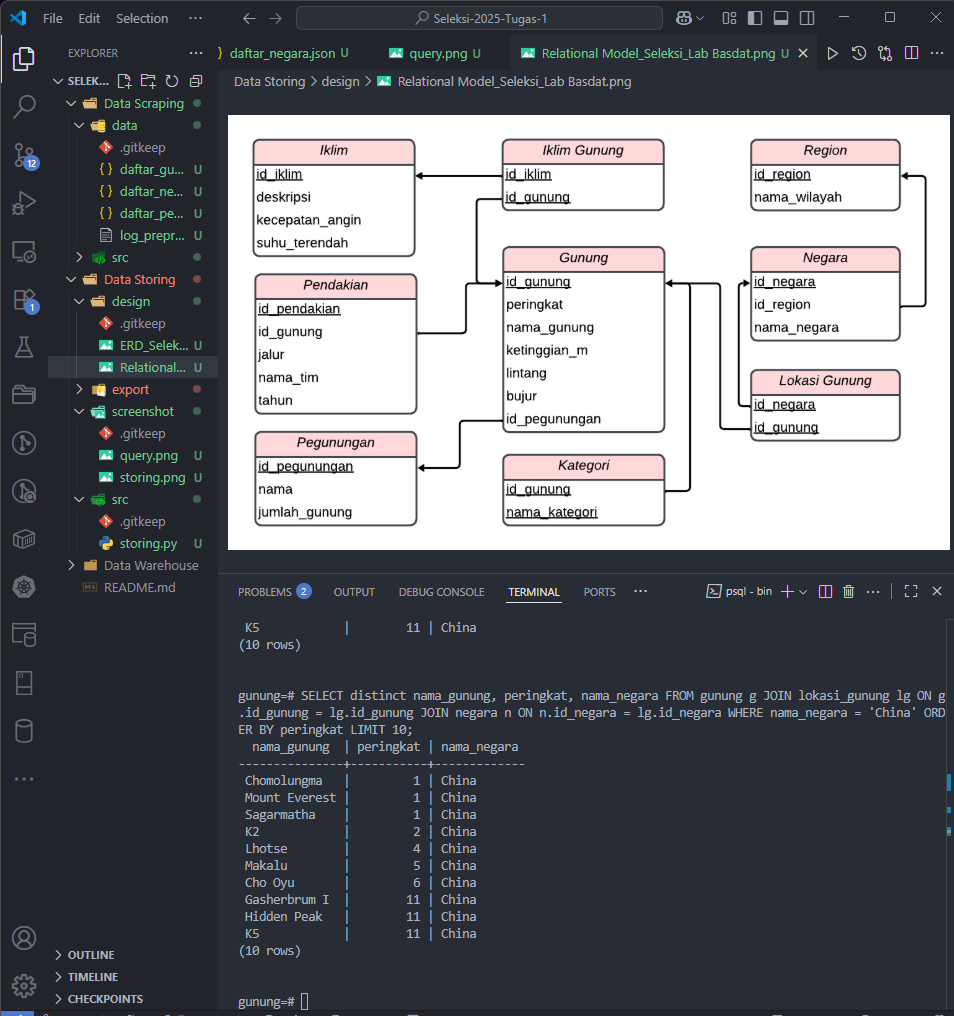 File Edit Selection ··· Seleksi-2025-Tugas-1
EXPLORER ···
SELEK...
Data Scraping
data
.gitkeep
{ } daftar_gu... U
{ } daftar_ne... U
{ } daftar_pe... U
log_prepr... U
src
Data Storing
design
.gitkeep
ERD_Selek... U
Relational... U
export
screenshot
.gitkeep
query.png U
storing.png U
src
.gitkeep
storing.py U
Data Warehouse
README.md
OUTLINE
TIMELINE
CHECKPOINTS
12
1
} daftar_negara.json U query.png U Relational Model_Seleksi_Lab Basdat.png U
Data Storing > design > Relational Model_Seleksi_Lab Basdat.png
Iklim
id_iklim
deskripsi
kecepatan_angin
suhu_terendah
Iklim Gunung
id_iklim
id_gunung
Region
id_region
nama_wilayah
Pendakian
id_pendakian
id_gunung
jalur
nama_tim
tahun
Gunung
id_gunung
peringkat
nama_gunung
ketinggian_m
lintang
bujur
id_pegunungan
Negara
id_negara
id_region
nama_negara
Lokasi Gunung
id_negara
id_gunung
Pegunungan
id_pegunungan
nama
jumlah_gunung
Kategori
id_gunung
nama_kategori
PROBLEMS 2 OUTPUT DEBUG CONSOLE TERMINAL PORTS ··· psql - bin
K5 | 11 | China
(10 rows)
gunung=# SELECT distinct nama_gunung, peringkat, nama_negara FROM gunung g JOIN lokasi_gunung lg ON g
.id_gunung = lg.id_gunung JOIN negara n ON n.id_negara = lg.id_negara WHERE nama_negara = 'China' ORD
ER BY peringkat LIMIT 10;
nama_gunung | peringkat | nama_negara
---------------+-----------+-------------
Chomolungma | 1 | China
Mount Everest | 1 | China
Sagarmatha | 1 | China
K2 | 2 | China
Lhotse | 4 | China
Makalu | 5 | China
Cho Oyu | 6 | China
Gasherbrum I | 11 | China
Hidden Peak | 11 | China
K5 | 11 | China
(10 rows)
gunung=#